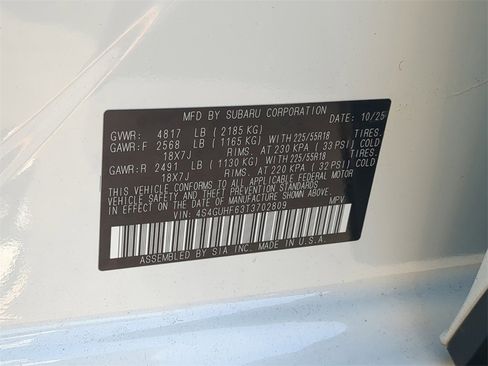 MFD BY SUBARU CORPORATION DATE: 10/25
GVWR: 4817 LB (2185 KG)
GAWR:F 2568 LB (1165 KG) WITH 225/55R18 TIRES.
18X7J RIMS. AT 230 KPA (33 PSI) COLD
GAWR:R 2491 LB (1130 KG) WITH 225/55R18 TIRES.
18X7J RIMS. AT 220 KPA (32 PSI) COLD
THIS VEHICLE CONFORMS TO ALL APPLICABLE FEDERAL MOTOR
VEHICLE SAFETY, BUMPER, AND THEFT PREVENTION STANDARDS
IN EFFECT ON THE DATE OF MANUFACTURE SHOWN ABOVE.
VIN: 4S4GUHF63T3702809 MPV
ASSEMBLED BY SIA INC. MADE IN U.S.A.